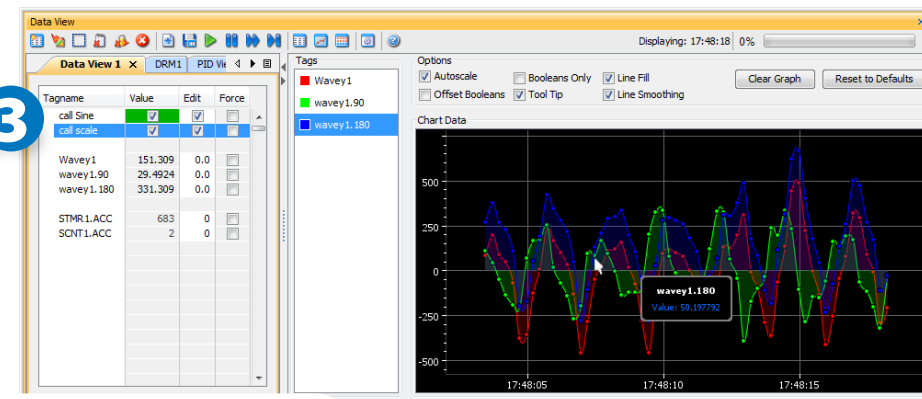 Data View
Displaying: 17:48:18 0%
3
Data View 1 DRM1 PID Vie
Tagname Value Edit Force
call Sine
call scale
Wavey1 151.309 0.0
wavey1.90 29.4924 0.0
wavey1.180 331.309 0.0
STMR1.ACC 683 0
SCNT1.ACC 2 0
Tags
Wavey1
wavey1.90
wavey1.180
Options
Autoscale Booleans Only Line Fill Clear Graph Reset to Defaults
Offset Booleans Tool Tip Line Smoothing
Chart Data
500
250
0
-250
-500
wavey1.180
Value: 50.197792
17:48:05 17:48:10 17:48:15